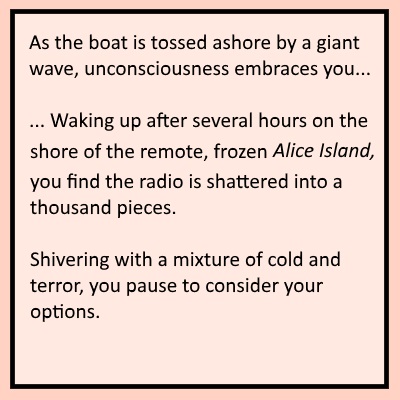 As the boat is tossed ashore by a giant
wave, unconsciousness embraces you...
... Waking up after several hours on the
shore of the remote, frozen Alice Island,
you find the radio is shattered into a
thousand pieces.
Shivering with a mixture of cold and
terror, you pause to consider your
options.